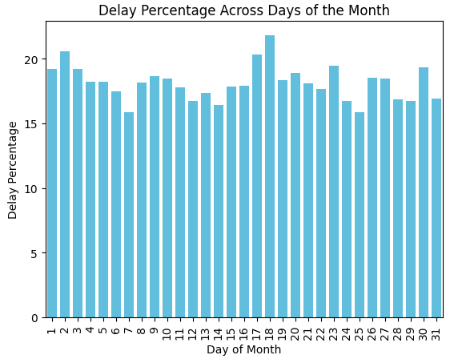 Delay Percentage Across Days of the Month
20
15
10
5
0
Delay Percentage
1 2 3 4 5 6 7 8 9 10 11 12 13 14 15 16 17 18 19 20 21 22 23 24 25 26 27 28 29 30 31
Day of Month